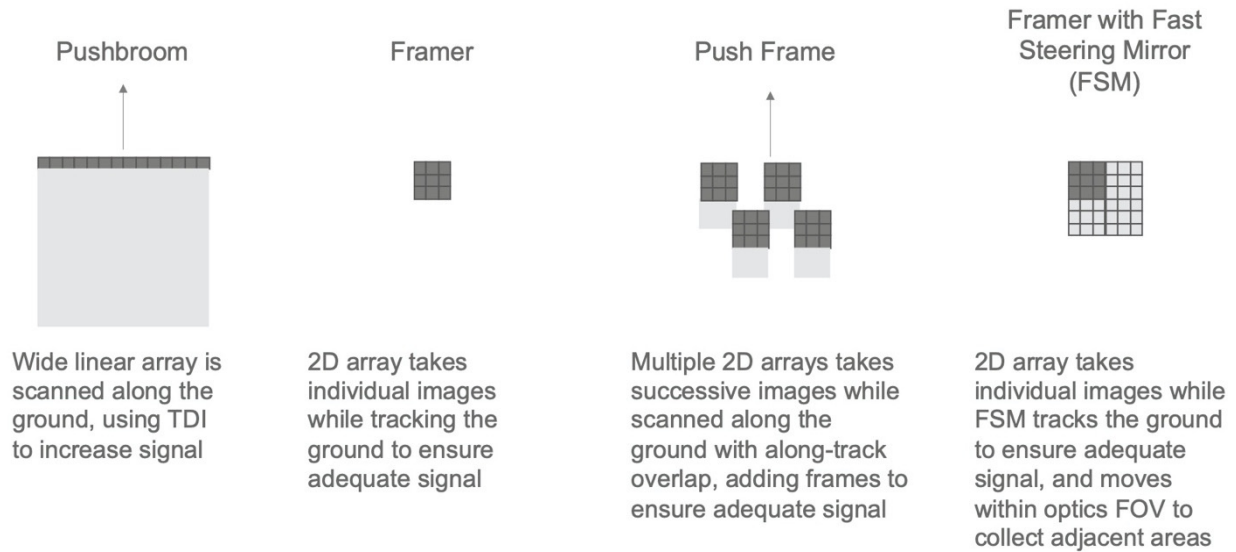 Pushbroom
Framer
Push Frame
Framer with Fast
Steering Mirror
(FSM)
Wide linear array is
scanned along the
ground, using TDI
to increase signal
2D array takes
individual images
while tracking the
ground to ensure
adequate signal
Multiple 2D arrays takes
successive images while
scanned along the
ground with along-track
overlap, adding frames to
ensure adequate signal
2D array takes
individual images while
FSM tracks the ground
to ensure adequate
signal, and moves
within optics FOV to
collect adjacent areas